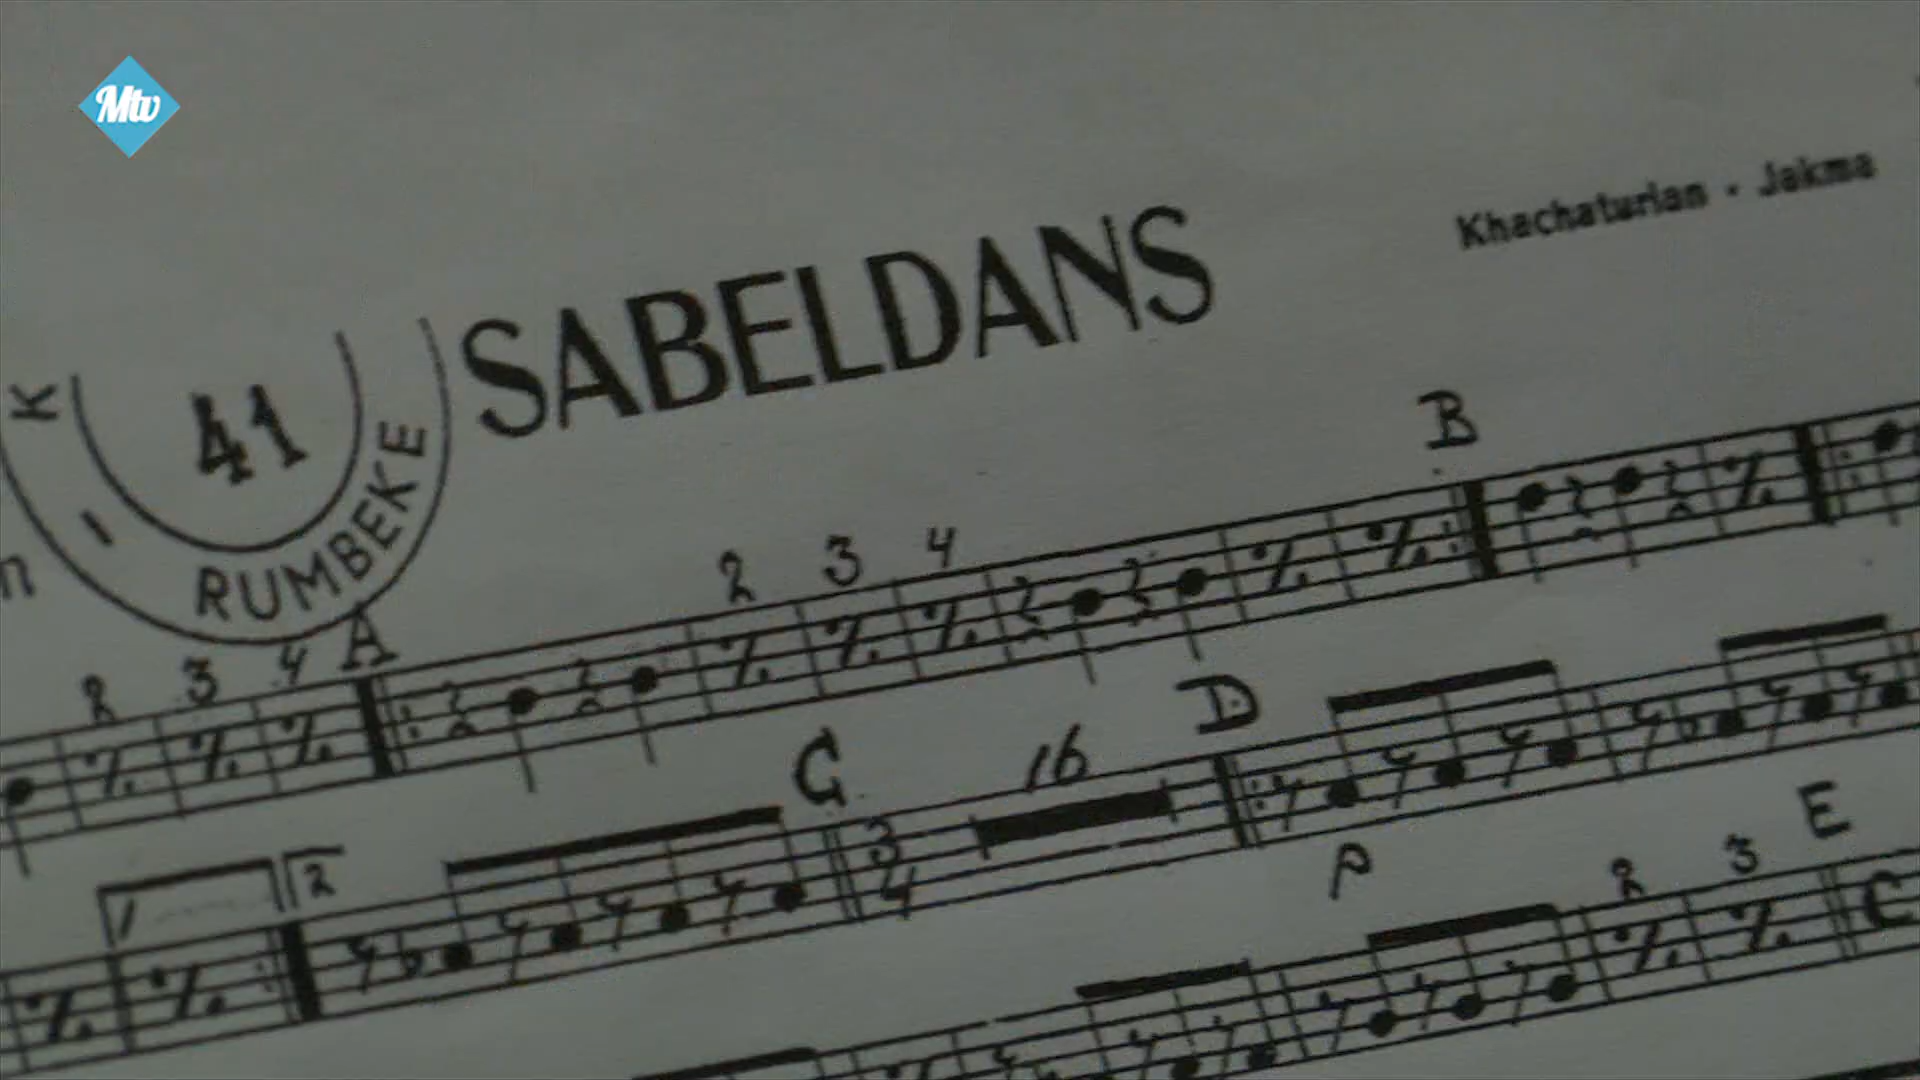 Mtv
Khachaturian - Jakma
SABELDANS
K
41
- RUMBEKE
B
2 3 4
A
2 3 4
D
16
C
3
4
E
P
2 3
1 2
C